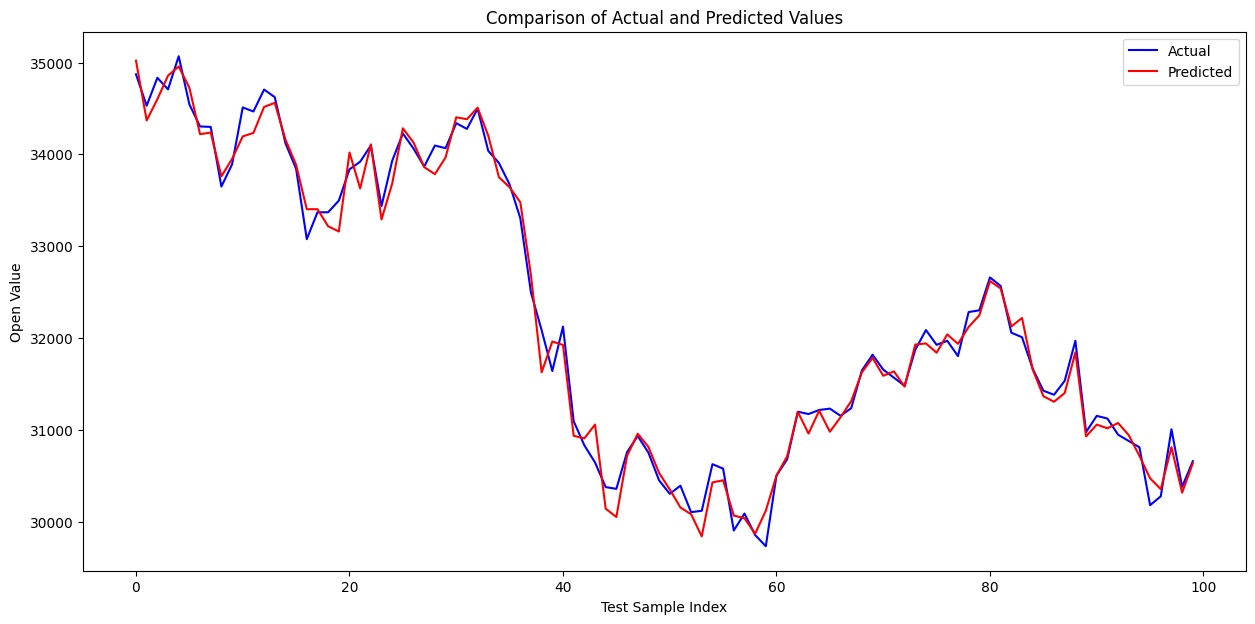 Comparison of Actual and Predicted Values
Actual
Predicted
35000
34000
33000
32000
31000
30000
Open Value
0 20 40 60 80 100
Test Sample Index